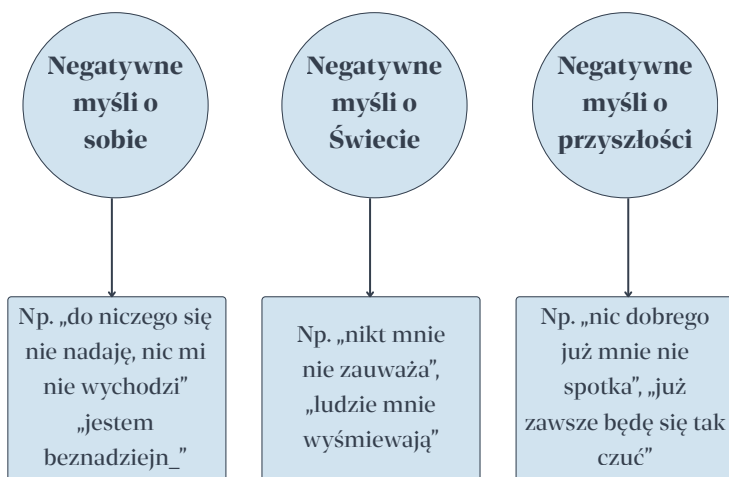 Negatywne
myśli o
sobie
Negatywne
myśli o
Świecie
Negatywne
myśli o
przyszłości
Np. „do niczego się
nie nadaję, nic mi
nie wychodzi”
„jestem
beznadziejn_”
Np. „nikt mnie
nie zauważa”,
„ludzie mnie
wyśmiewają”
Np. „nic dobrego
już mnie nie
spotka”, „już
zawsze będę się tak
czuć”